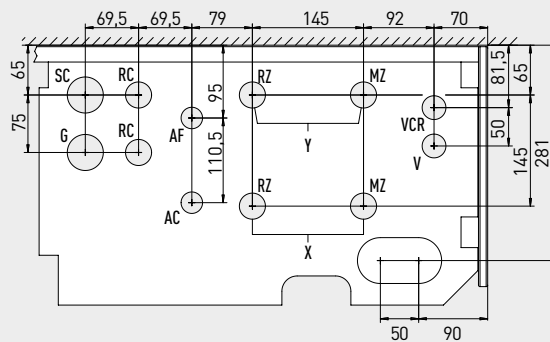 69,5 69,5 79 145 92 70
65 SC RC RZ MZ 81,5 65
95
75 G RC AF Y VCR 50
V
110,5 145 281
AC RZ MZ
X
50 90